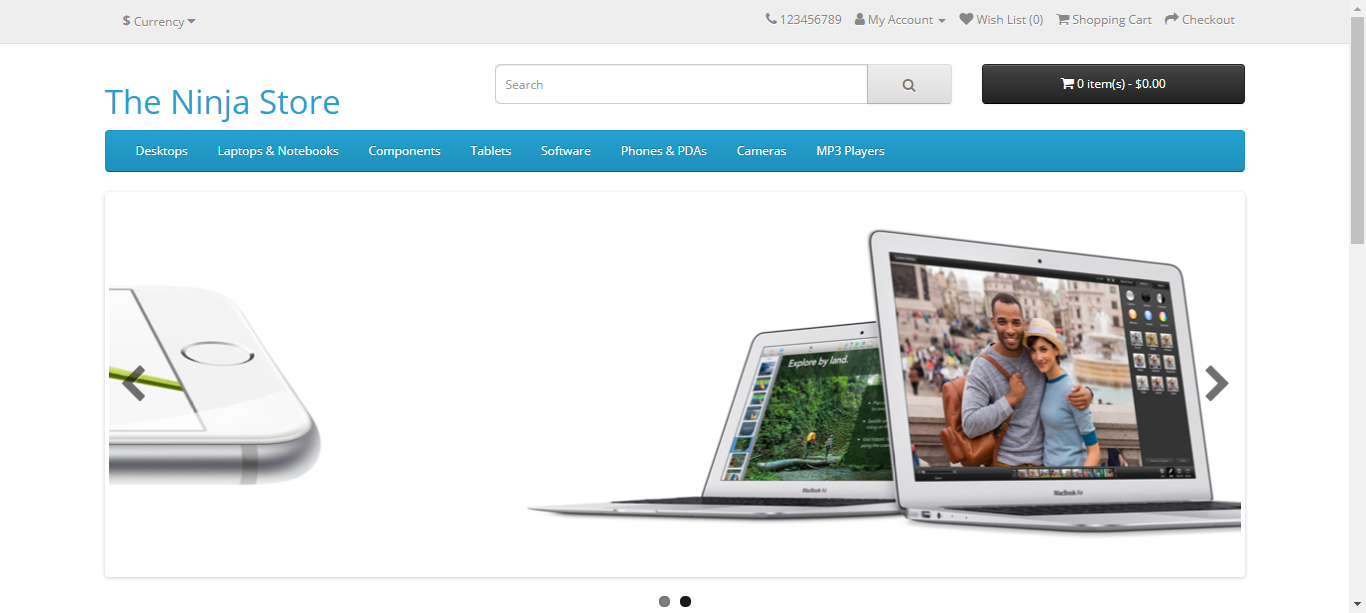 $ Currency
123456789 My Account Wish List (0) Shopping Cart Checkout
The Ninja Store
Search
0 item(s) - $0.00
Desktops Laptops & Notebooks Components Tablets Software Phones & PDAs Cameras MP3 Players
Explore by land.
MacBook Air
MacBook Air